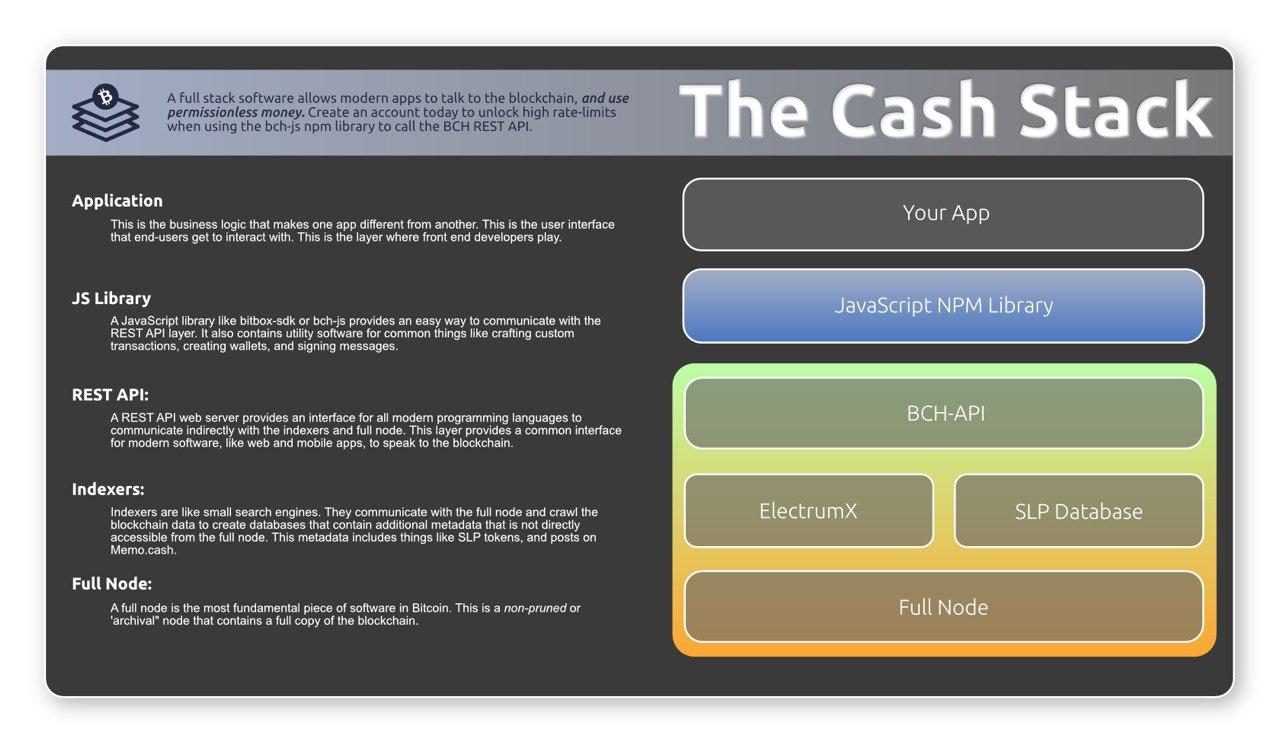 A full stack software allows modern apps to talk to the blockchain, and use
permissionless money. Create an account today to unlock high rate-limits
when using the bch-js npm library to call the BCH REST API.
The Cash Stack
Application
This is the business logic that makes one app different from another. This is the user interface
that end-users get to interact with. This is the layer where front end developers play.
JS Library
A JavaScript library like bitbox-sdk or bch-js provides an easy way to communicate with the
REST API layer. It also contains utility software for common things like crafting custom
transactions, creating wallets, and signing messages.
REST API:
A REST API web server provides an interface for all modern programming languages to
communicate indirectly with the indexers and full node. This layer provides a common interface
for modern software, like web and mobile apps, to speak to the blockchain.
Indexers:
Indexers are like small search engines. They communicate with the full node and crawl the
blockchain data to create databases that contain additional metadata that is not directly
accessible from the full node. This metadata includes things like SLP tokens, and posts on
Memo.cash.
Full Node:
A full node is the most fundamental piece of software in Bitcoin. This is a non-pruned or
'archival" node that contains a full copy of the blockchain.
Your App
JavaScript NPM Library
BCH-API
ElectrumX
SLP Database
Full Node